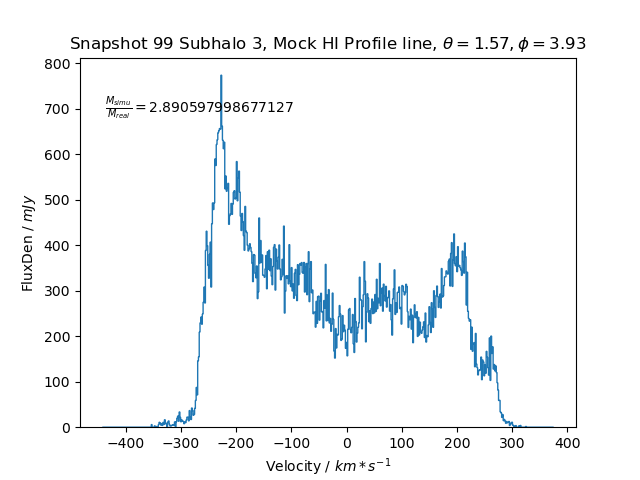 Snapshot 99 Subhalo 3, Mock HI Profile line, θ = 1.57, ϕ = 3.93
M_simu/M_real = 2.890597998677127
FluxDen / mJy
800
700
600
500
400
300
200
100
0
−400 −300 −200 −100 0 100 200 300 400
Velocity / km * s⁻¹